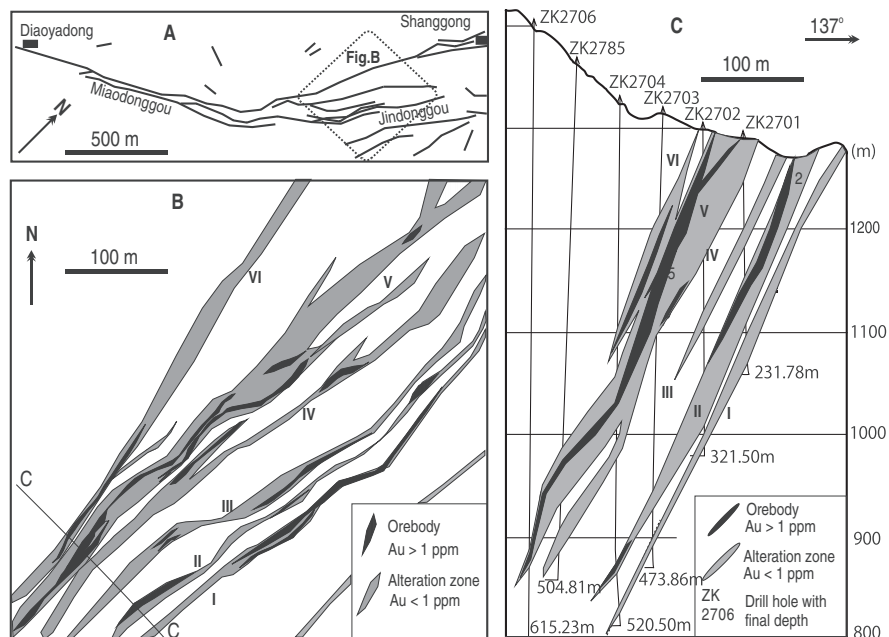 Diaoyadong
A
Shanggong
Fig.B
Miaodonggou
Jindonggou
N
500 m
B
N
100 m
VI
V
IV
III
II
I
C
C
Orebody
Au > 1 ppm
Alteration zone
Au < 1 ppm
ZK2706
C
137°
ZK2785
100 m
ZK2704
ZK2703
ZK2702
ZK2701
(m)
VI
2
V
1200
IV
5
1100
231.78m
III
II
I
1000
321.50m
Orebody
Au > 1 ppm
900
Alteration zone
Au < 1 ppm
504.81m
473.86m
ZK
2706
Drill hole with
final depth
615.23m
520.50m
800